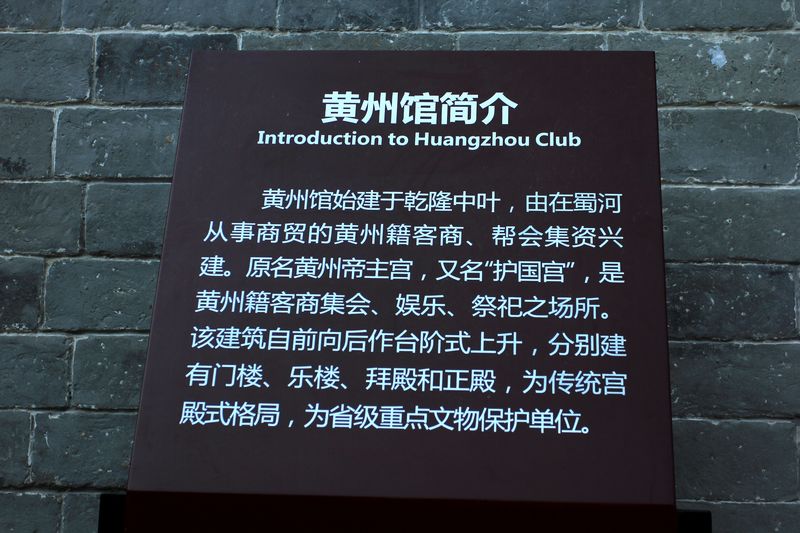 黄州馆简介
Introduction to Huangzhou Club
黄州馆始建于乾隆中叶，由在蜀河
从事商贸的黄州籍客商、帮会集资兴
建。原名黄州帝主宫，又名“护国宫”，是
黄州籍客商集会、娱乐、祭祀之场所。
该建筑自前向后作台阶式上升，分别建
有门楼、乐楼、拜殿和正殿，为传统宫
殿式格局，为省级重点文物保护单位。